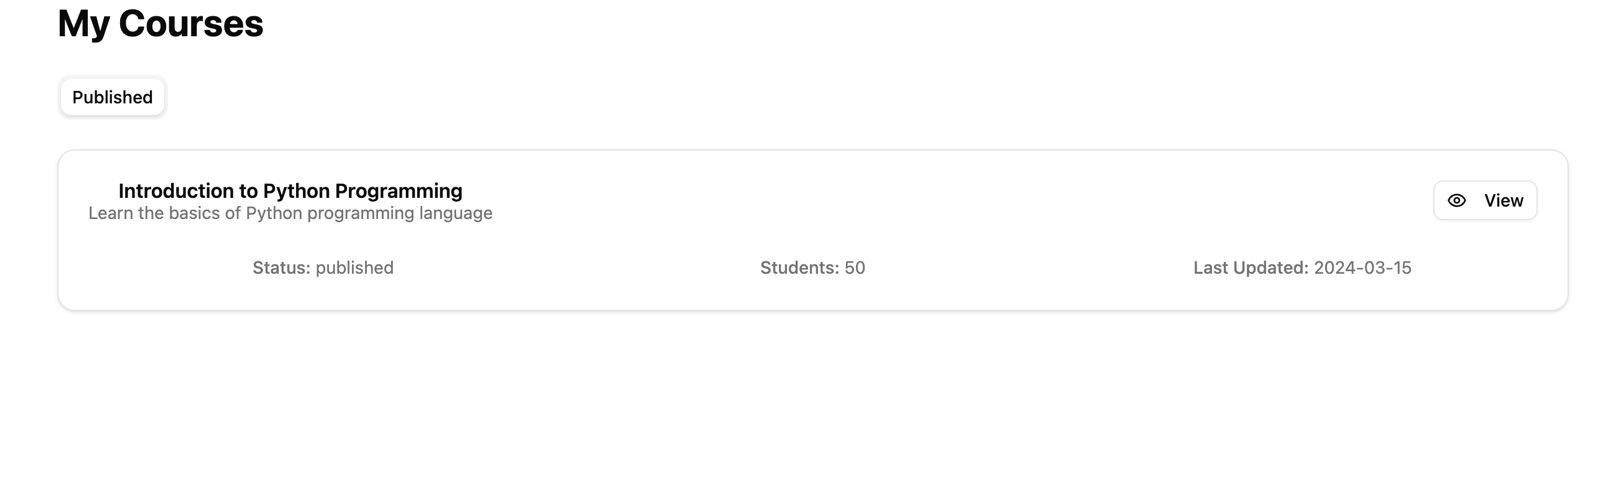 My Courses
Published
Introduction to Python Programming
Learn the basics of Python programming language
View
Status: published
Students: 50
Last Updated: 2024-03-15